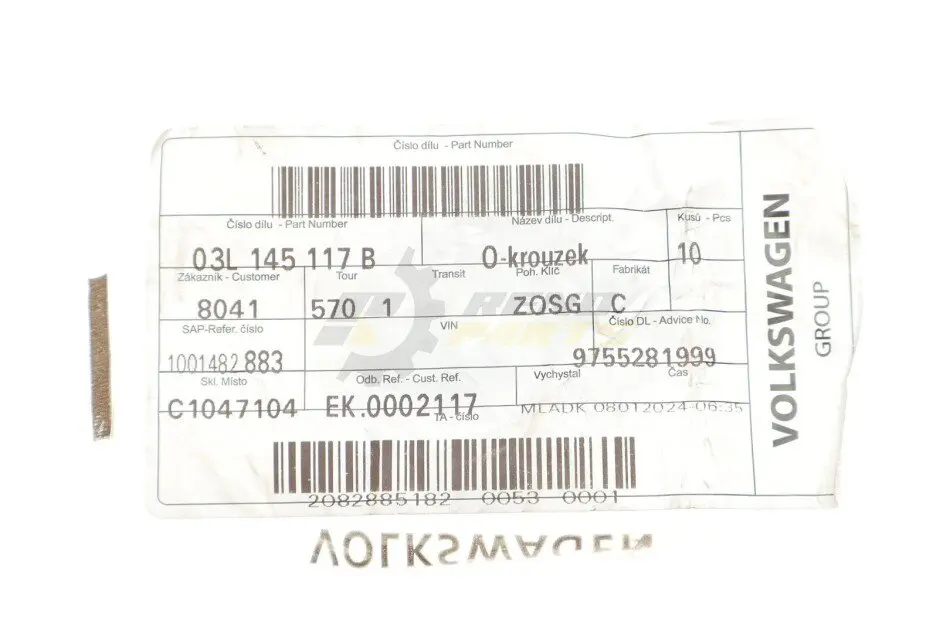 Číslo dílu - Part Number
Číslo dílu - Part Number
Název dílu - Descript.
Kusů - Pcs
03L 145 117 B
O-kroužek
10
Zákazník - Customer
Tour
Transit
Poh. Klíč
Fabrikát
8041
570 1
ZOSG
C
SAP-Refer. číslo
VIN
Číslo DL - Advice No.
1001482 883
9755281999
Skl. Místo
Odb. Ref. - Cust. Ref.
Vychystal
Čas
C1047104
EK.0002117
MLADK 08012024-06:35
TA - číslo
2082885182 0053 0001
VOLKSWAGEN
GROUP
VOLKSWAGEN